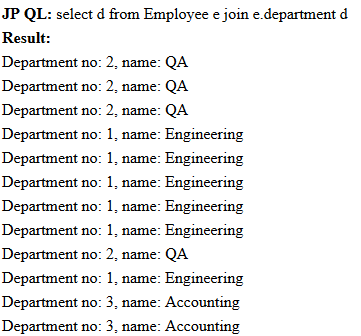 JP QL: select d from Employee e join e.department d
Result:
Department no: 2, name: QA
Department no: 2, name: QA
Department no: 2, name: QA
Department no: 1, name: Engineering
Department no: 1, name: Engineering
Department no: 1, name: Engineering
Department no: 1, name: Engineering
Department no: 1, name: Engineering
Department no: 2, name: QA
Department no: 1, name: Engineering
Department no: 3, name: Accounting
Department no: 3, name: Accounting